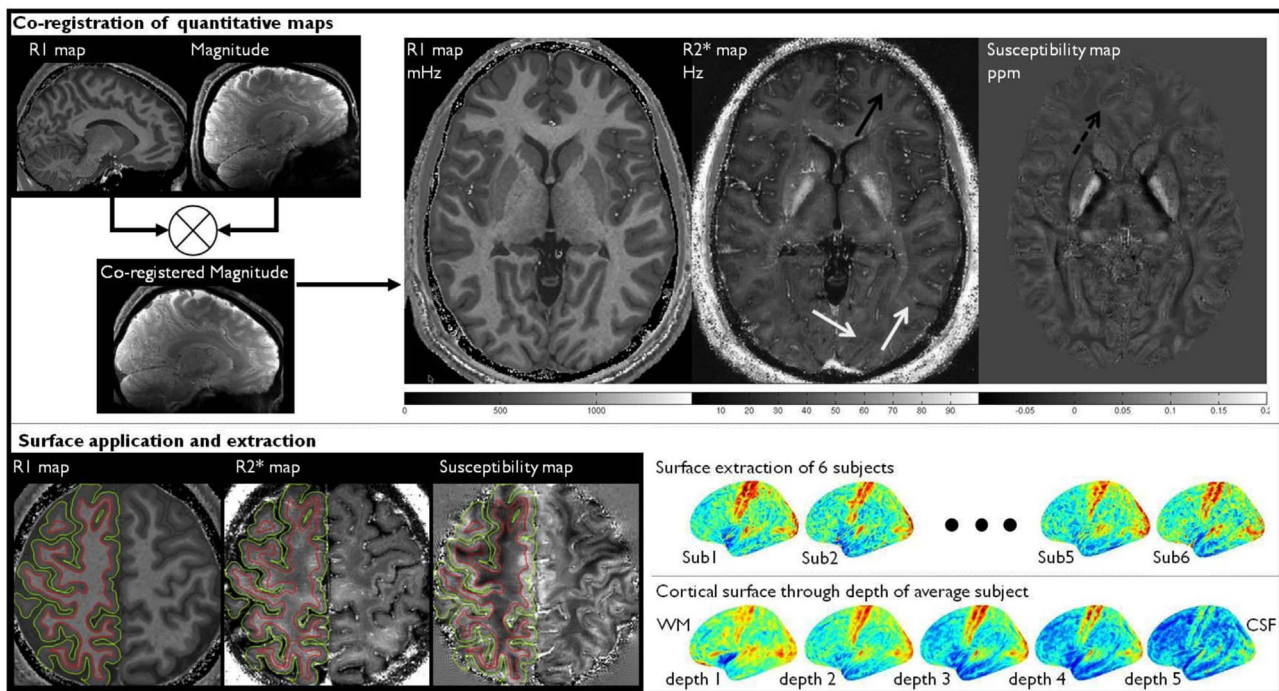 Co-registration of quantitative maps
R1 map
Magnitude
Co-registered Magnitude
R1 map
mHz
R2* map
Hz
Susceptibility map
ppm
0 500 1000
10 20 30 40 50 60 70 80 90
-0.05 0 0.05 0.1 0.15 0.2
Surface application and extraction
R1 map
R2* map
Susceptibility map
Surface extraction of 6 subjects
Sub1
Sub2
Sub5
Sub6
Cortical surface through depth of average subject
WM
CSF
depth 1
depth 2
depth 3
depth 4
depth 5